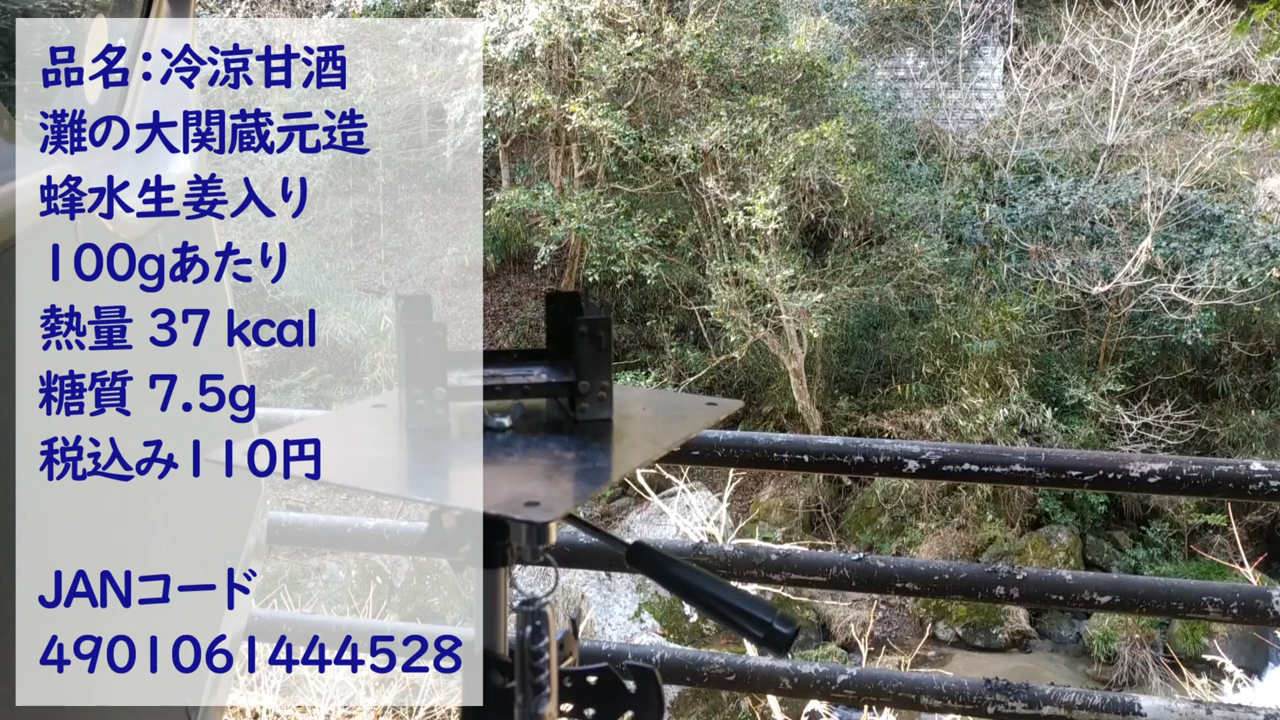 品名：冷涼甘酒
灘の大関蔵元造
蜂水生姜入り
100gあたり
熱量 37 kcal
糖質 7.5g
税込み110円
JANコード
4901061444528